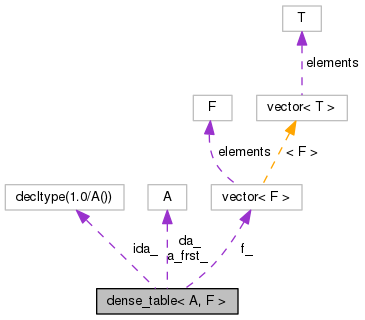 T
elements
F
vector< T >
elements
< F >
decltype(1.0/A())
A
vector< F >
ida_
da_
a_frst_
f_
dense_table< A, F >